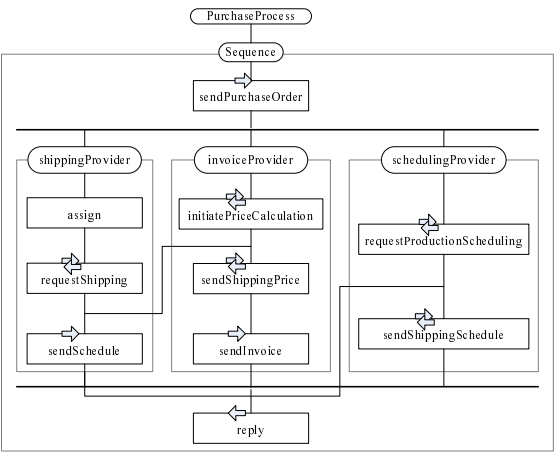 PurchaseProcess
Sequence
sendPurchaseOrder
shippingProvider
invoiceProvider
schedulingProvider
assign
initiatePriceCalculation
requestProductionScheduling
requestShipping
sendShippingPrice
sendShippingSchedule
sendSchedule
sendInvoice
reply